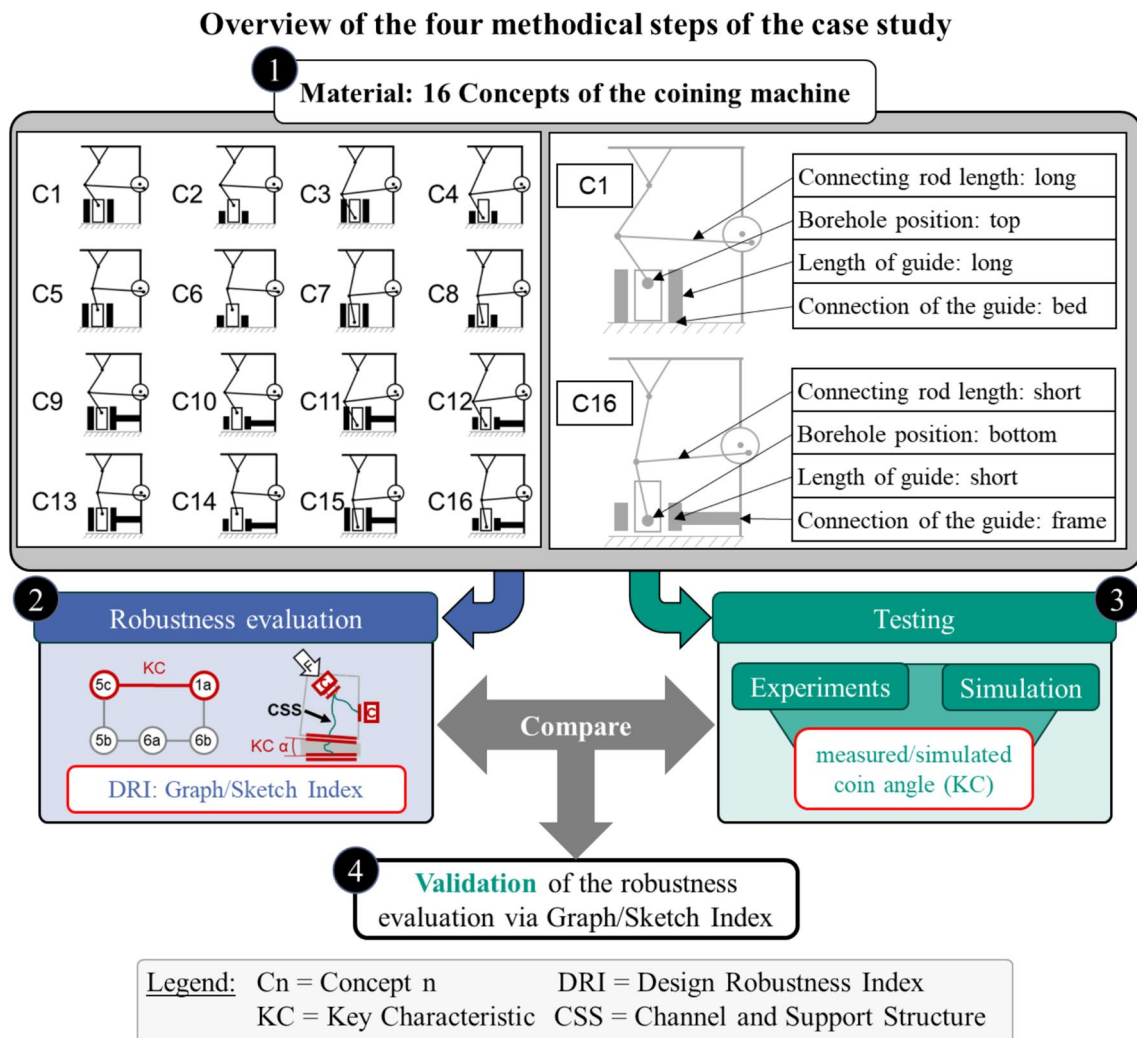 Overview of the four methodical steps of the case study
1
Material: 16 Concepts of the coining machine
C1 C2 C3 C4
C5 C6 C7 C8
C9 C10 C11 C12
C13 C14 C15 C16
C1
Connecting rod length: long
Borehole position: top
Length of guide: long
Connection of the guide: bed
C16
Connecting rod length: short
Borehole position: bottom
Length of guide: short
Connection of the guide: frame
2
Robustness evaluation
KC
5c 1a
5b 6a 6b
F
C
CSS
C
KC α
DRI: Graph/Sketch Index
Compare
3
Testing
Experiments Simulation
measured/simulated
coin angle (KC)
4
Validation of the robustness
evaluation via Graph/Sketch Index
Legend: Cn = Concept n DRI = Design Robustness Index
KC = Key Characteristic CSS = Channel and Support Structure